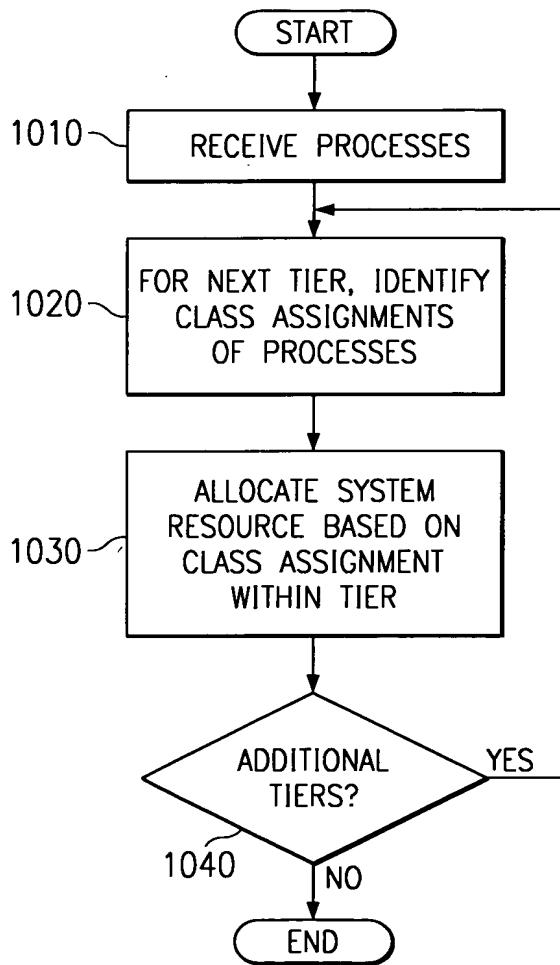 START
1010
RECEIVE PROCESSES
1020
FOR NEXT TIER, IDENTIFY
CLASS ASSIGNMENTS
OF PROCESSES
1030
ALLOCATE SYSTEM
RESOURCE BASED ON
CLASS ASSIGNMENT
WITHIN TIER
ADDITIONAL
TIERS?
YES
1040
NO
END